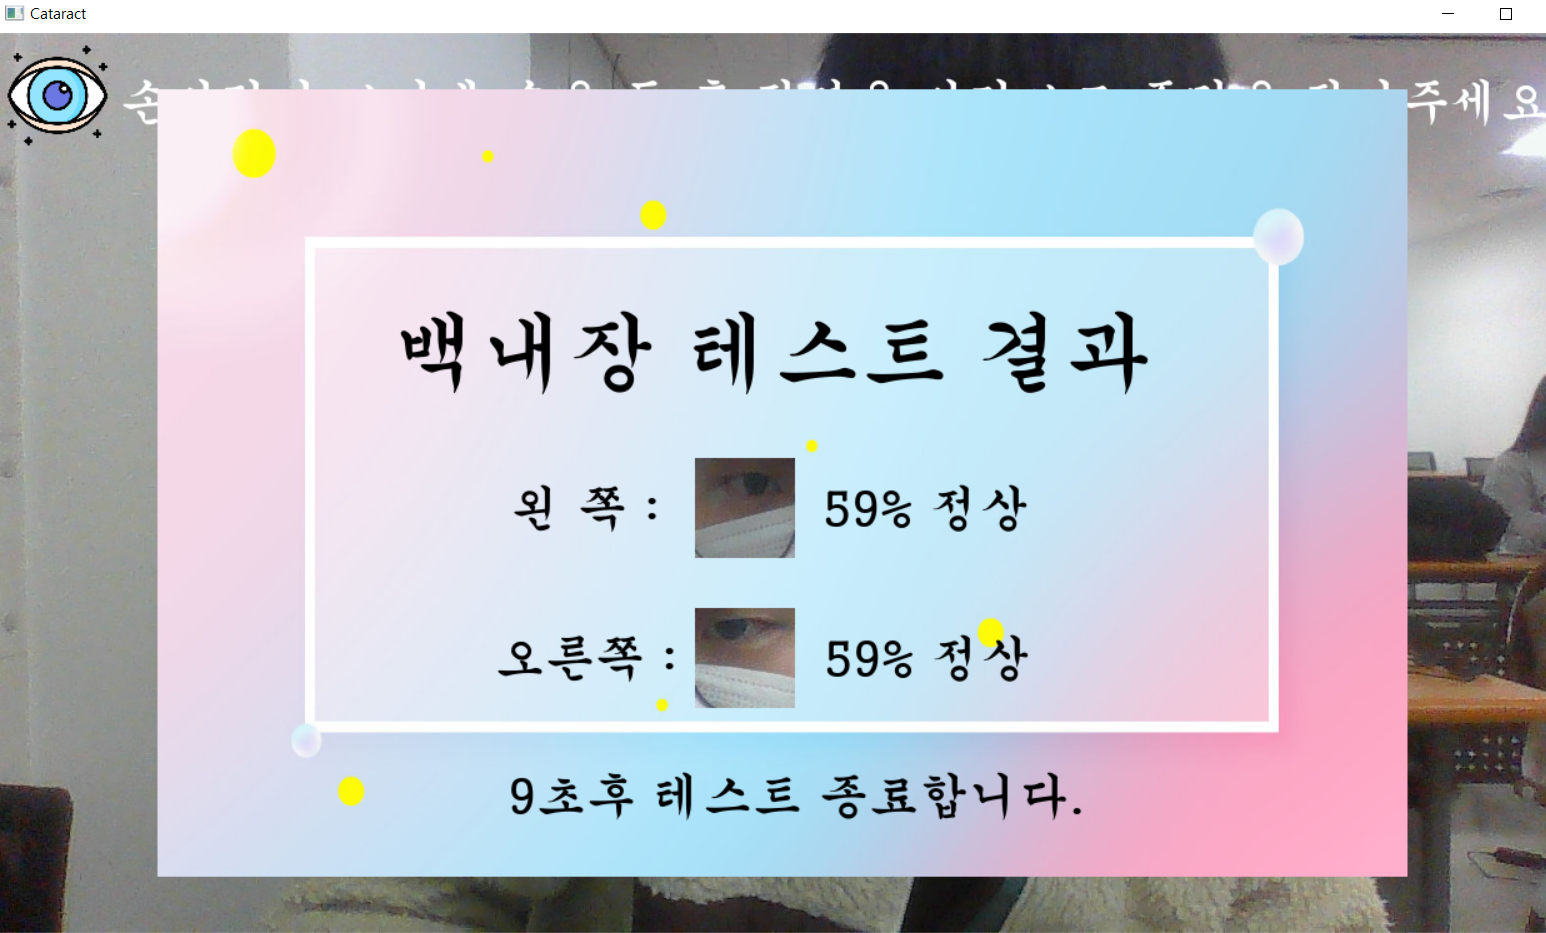 Cataract
손 주세요
백내장 테스트 결과
왼 쪽 : 59% 정상
오른쪽 : 59% 정상
9초후 테스트 종료합니다.